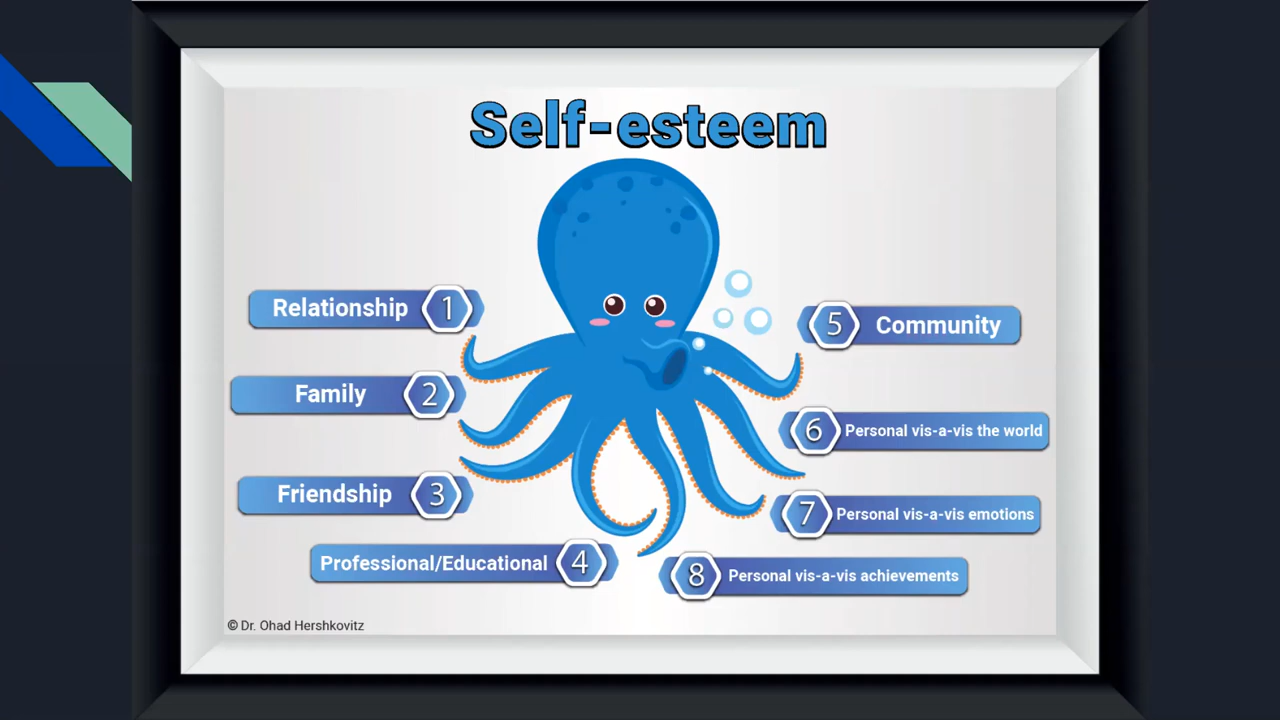 Self-esteem
Relationship 1
Family 2
Friendship 3
Professional/Educational 4
5 Community
6 Personal vis-a-vis the world
7 Personal vis-a-vis emotions
8 Personal vis-a-vis achievements
© Dr. Ohad Hershkovitz